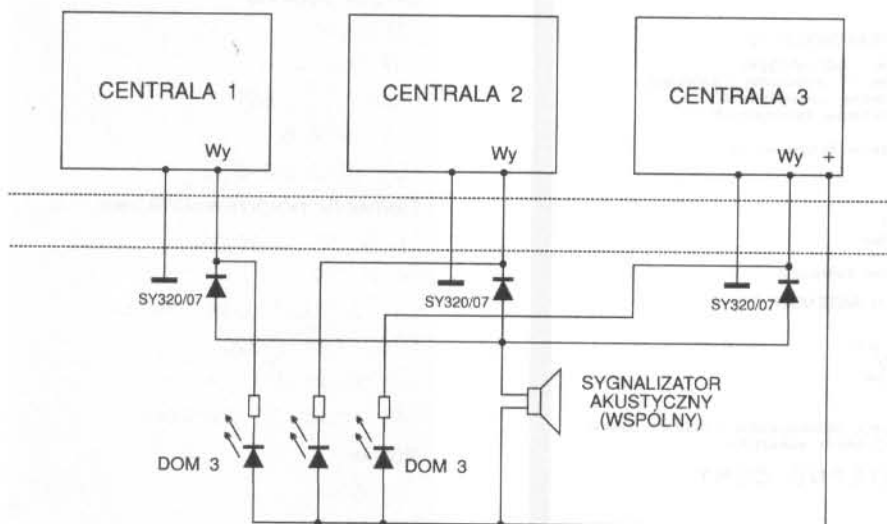 CENTRALA 1
CENTRALA 2
CENTRALA 3
Wy
Wy
Wy +
SY320/07
SY320/07
SY320/07
SYGNALIZATOR
AKUSTYCZNY
(WSPÓLNY)
DOM 3
DOM 3